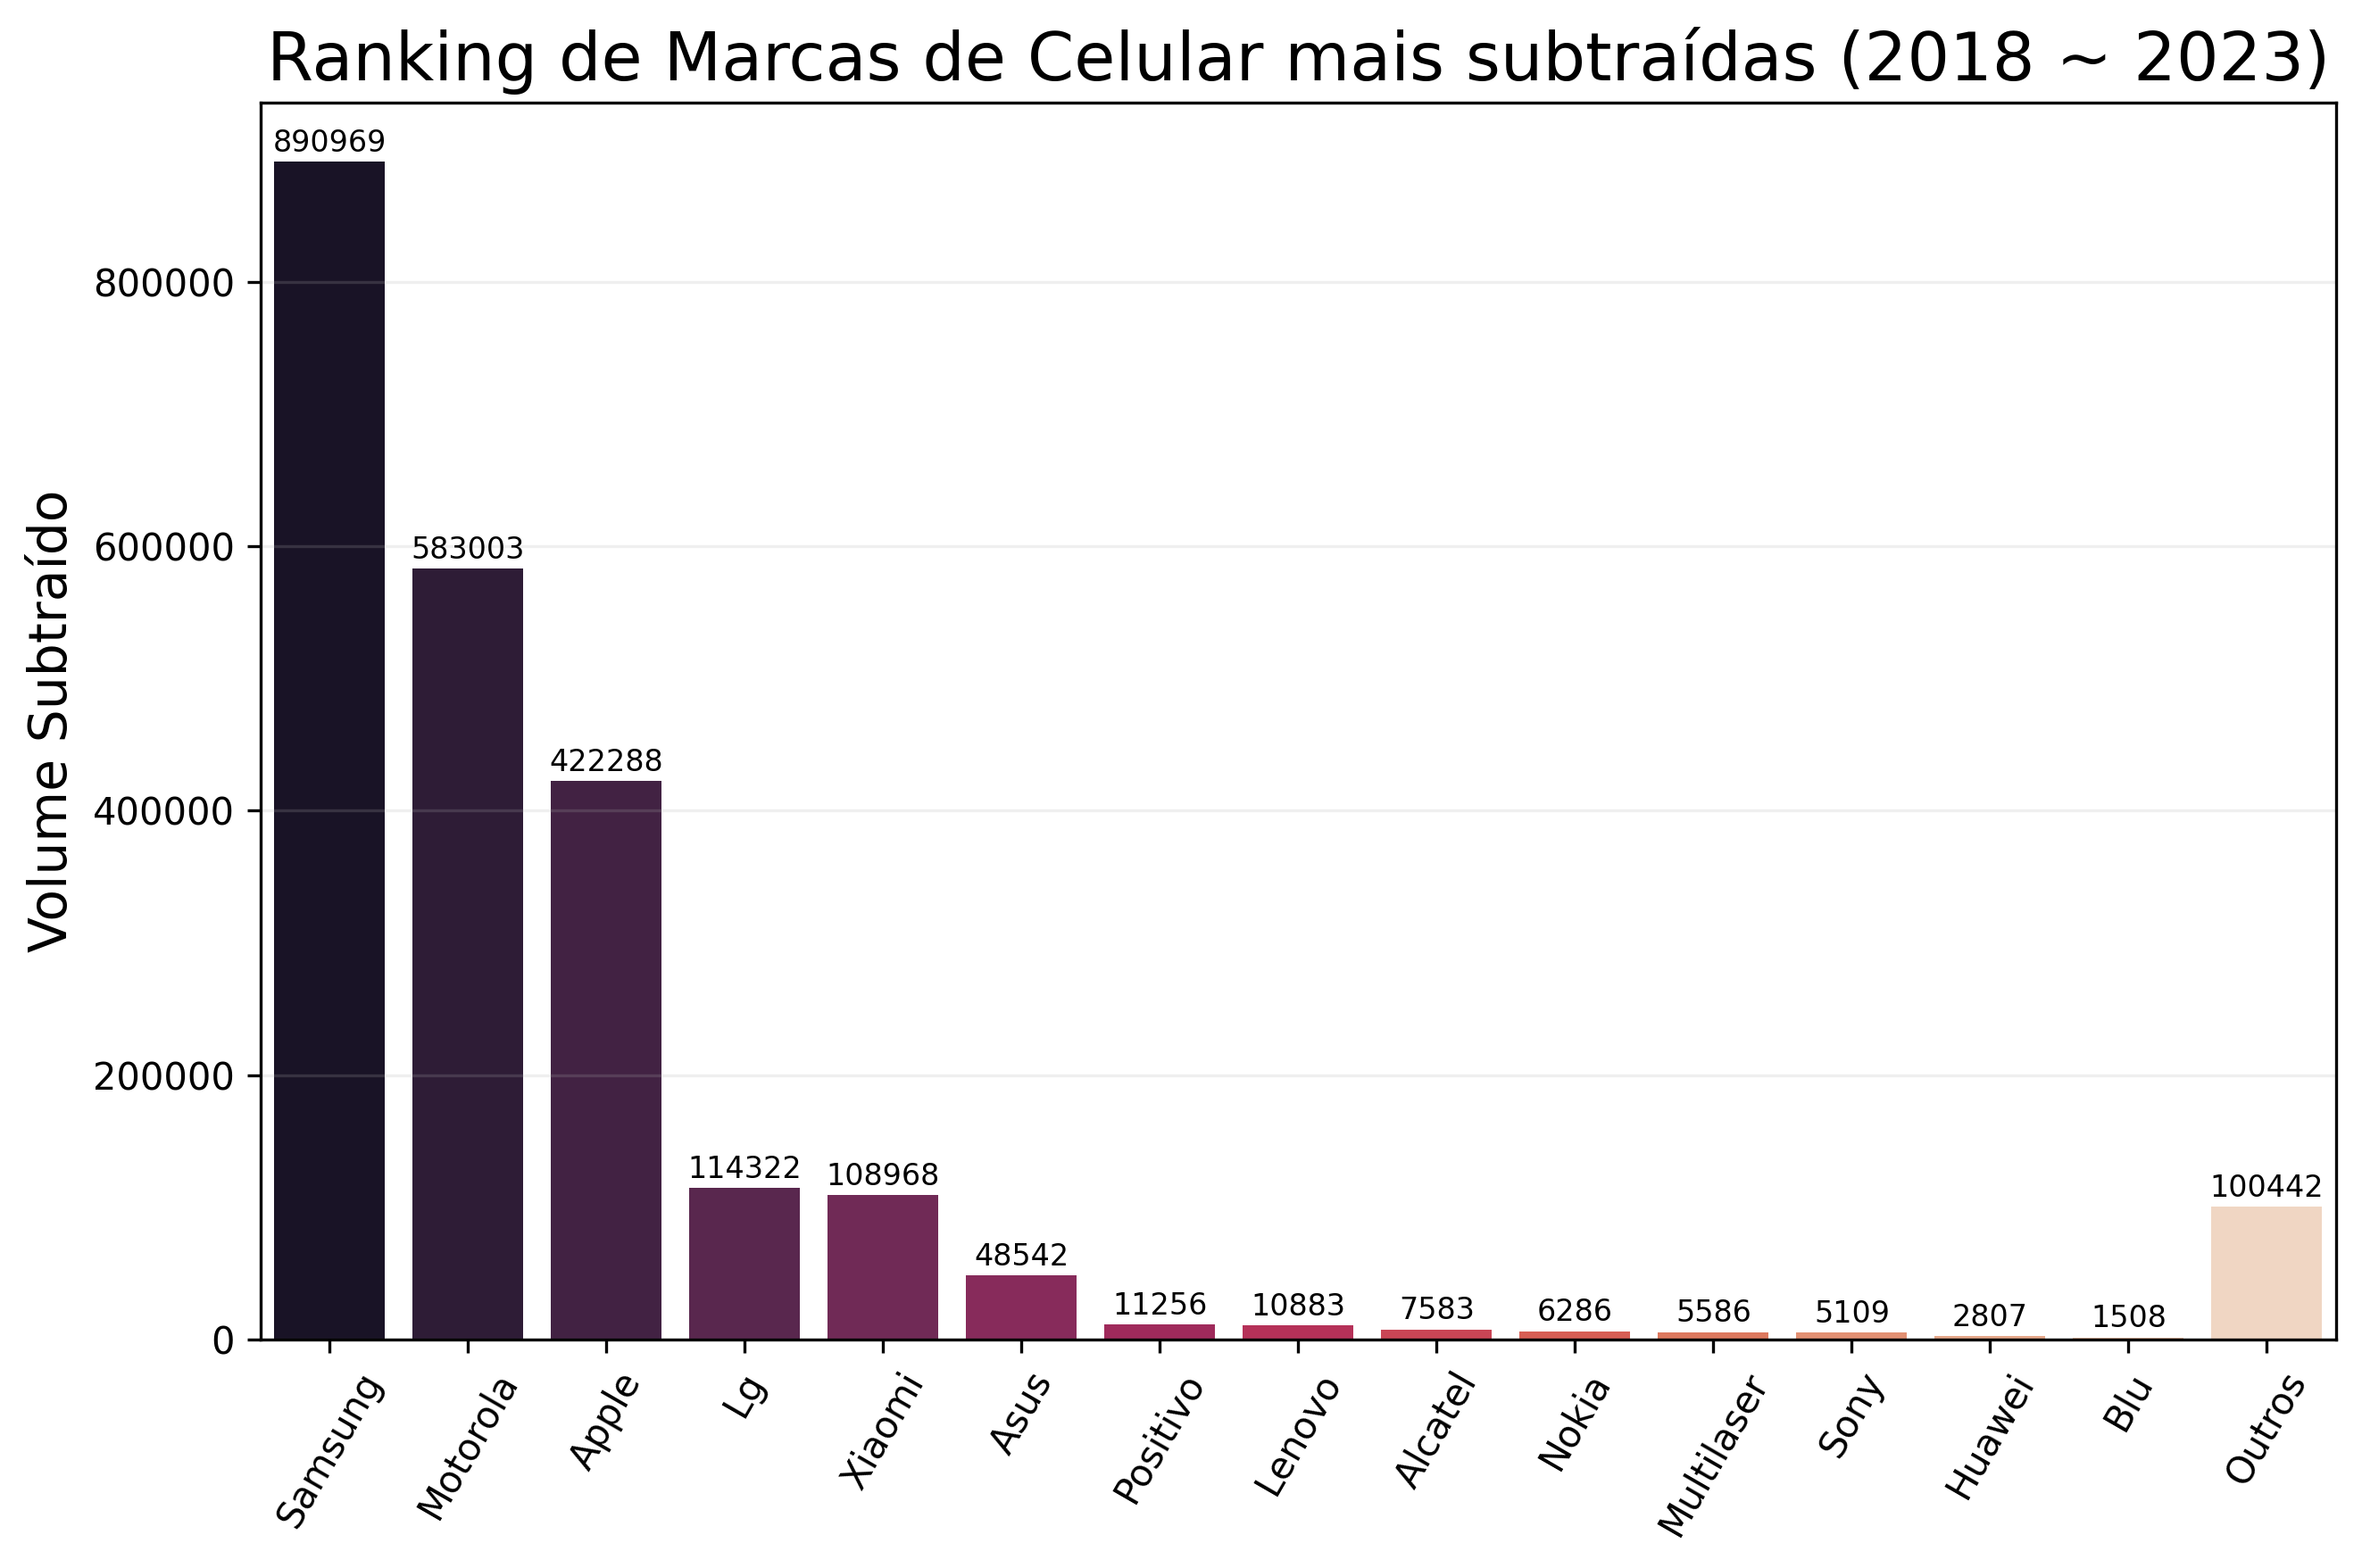 Ranking de Marcas de Celular mais subtraídas (2018 ~ 2023)
Volume Subtraído
800000
600000
400000
200000
0
890969
583003
422288
114322
108968
48542
11256
10883
7583
6286
5586
5109
2807
1508
100442
Samsung
Motorola
Apple
Lg
Xiaomi
Asus
Positivo
Lenovo
Alcatel
Nokia
Multilaser
Sony
Huawei
Blu
Outros